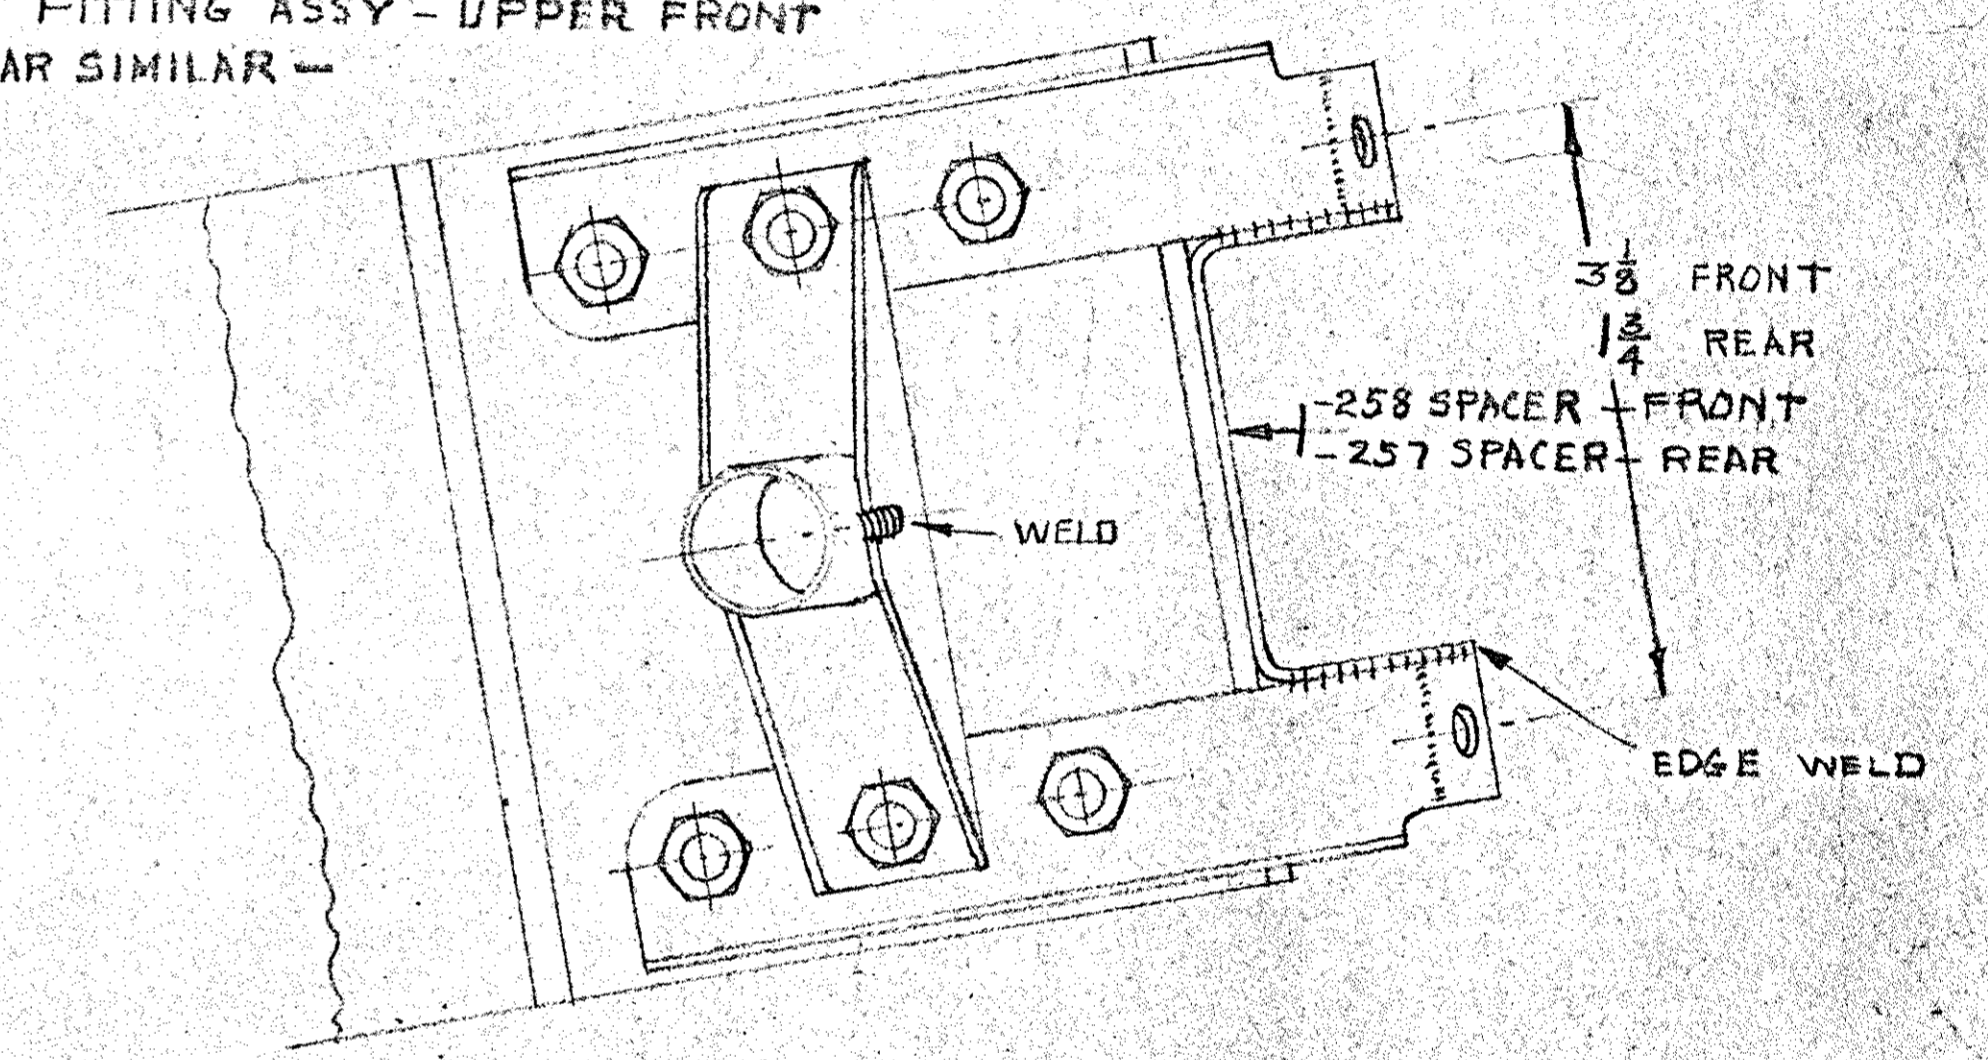 FITTING ASSY - UPPER FRONT
AR SIMILAR -
3 1/8 FRONT
1 3/4 REAR
-258 SPACER - FRONT
-257 SPACER - REAR
WELD
EDGE WELD